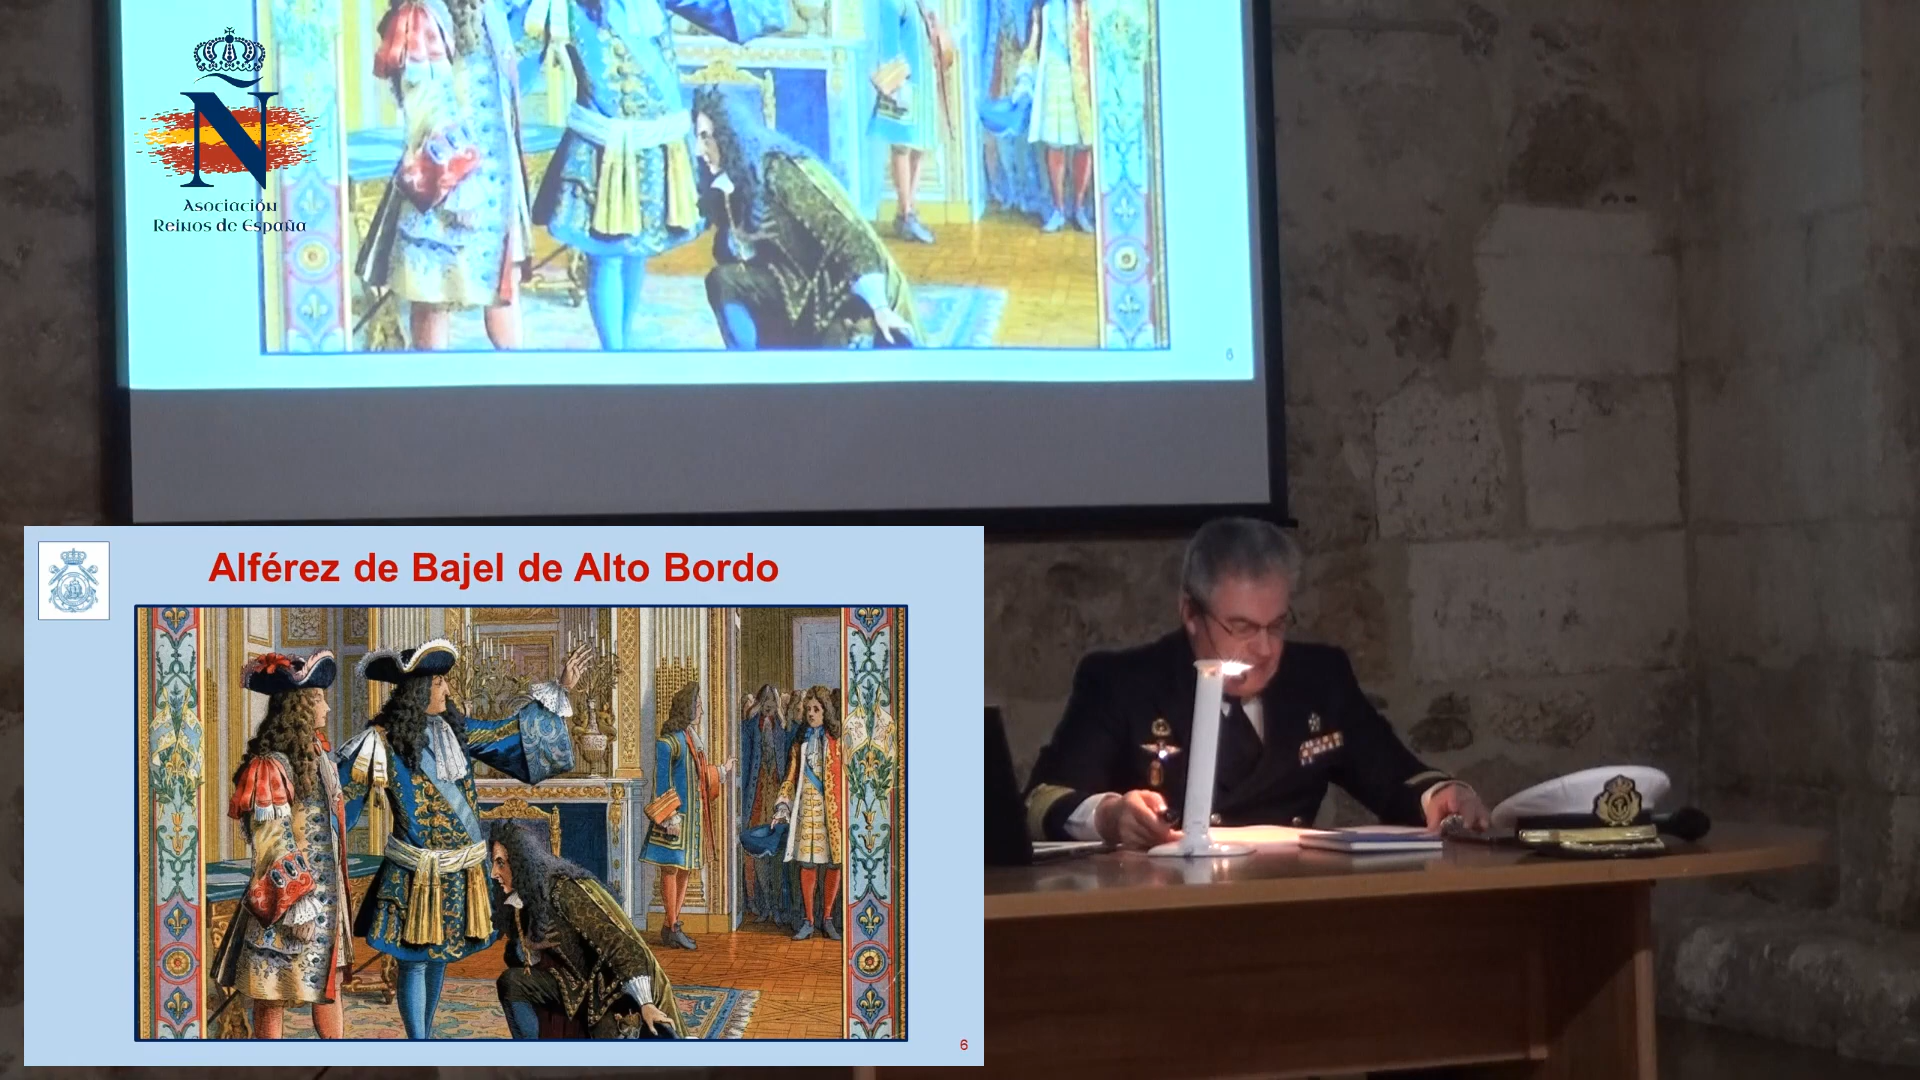 Ñ
Asociación
Reinos de España
6
Alférez de Bajel de Alto Bordo
6